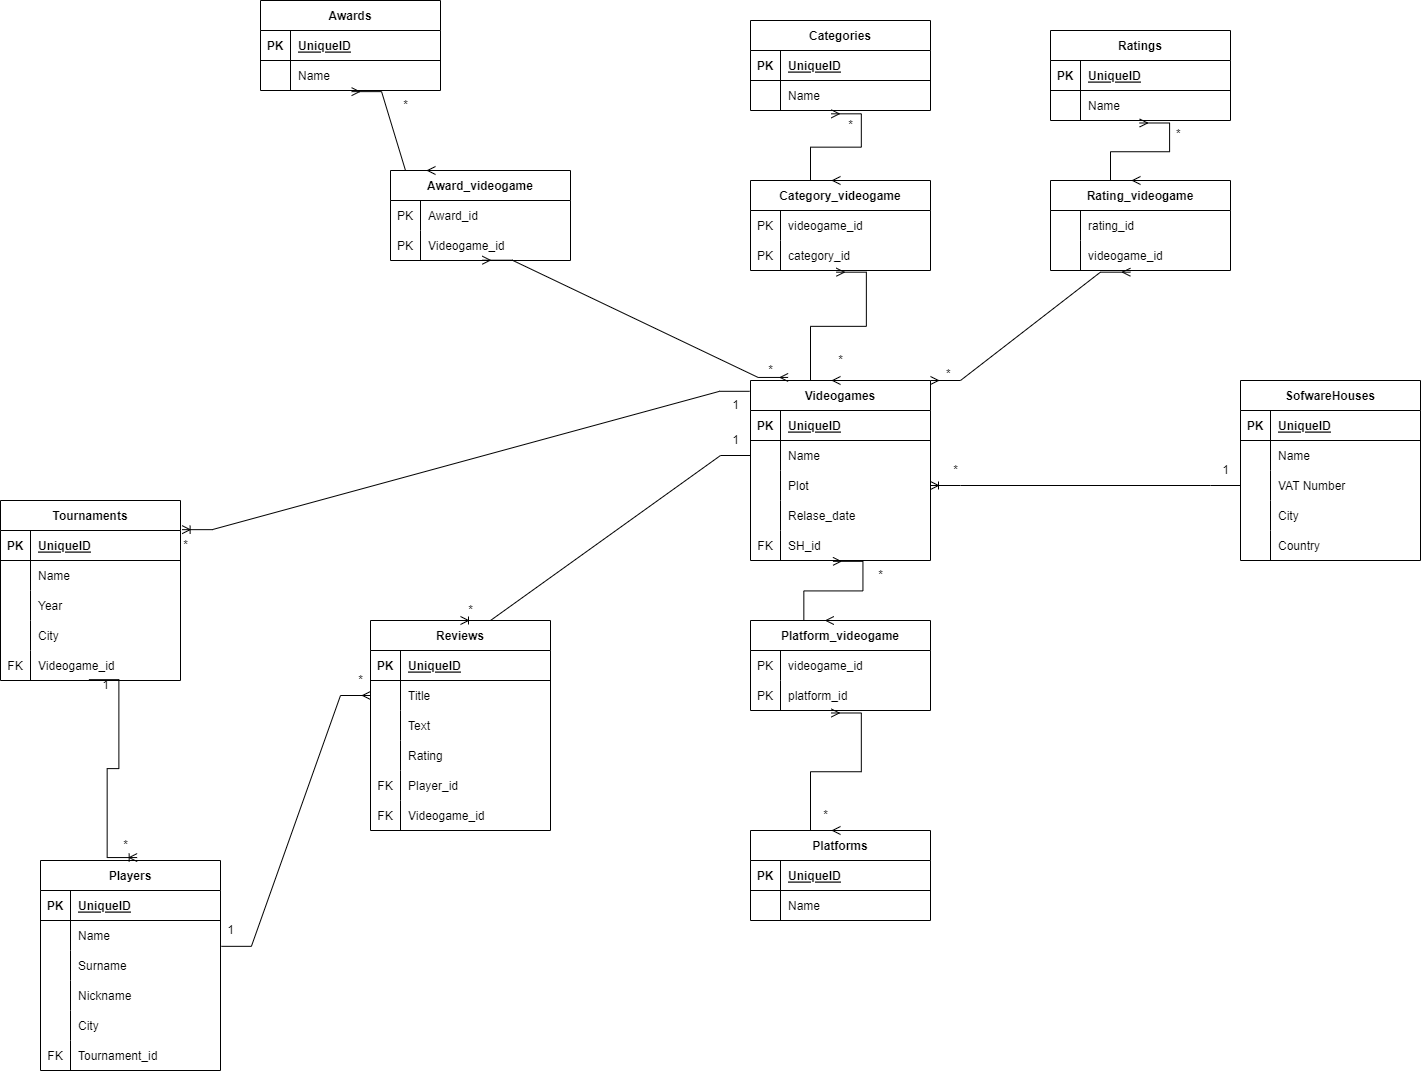 Awards
PK UniqueID
Name
*
Categories
PK UniqueID
Name
*
Ratings
PK UniqueID
Name
*
Award_videogame
PK Award_id
PK Videogame_id
Category_videogame
PK videogame_id
PK category_id
Rating_videogame
rating_id
videogame_id
*
*
*
1
1
Videogames
PK UniqueID
Name
Plot
Relase_date
FK SH_id
*
1
SofwareHouses
PK UniqueID
Name
VAT Number
City
Country
Tournaments
PK UniqueID
Name
Year
City
FK Videogame_id
*
1
*
Reviews
PK UniqueID
Title
Text
Rating
FK Player_id
FK Videogame_id
*
*
Platform_videogame
PK videogame_id
PK platform_id
*
Platforms
PK UniqueID
Name
*
Players
PK UniqueID
Name
Surname
Nickname
City
FK Tournament_id
1